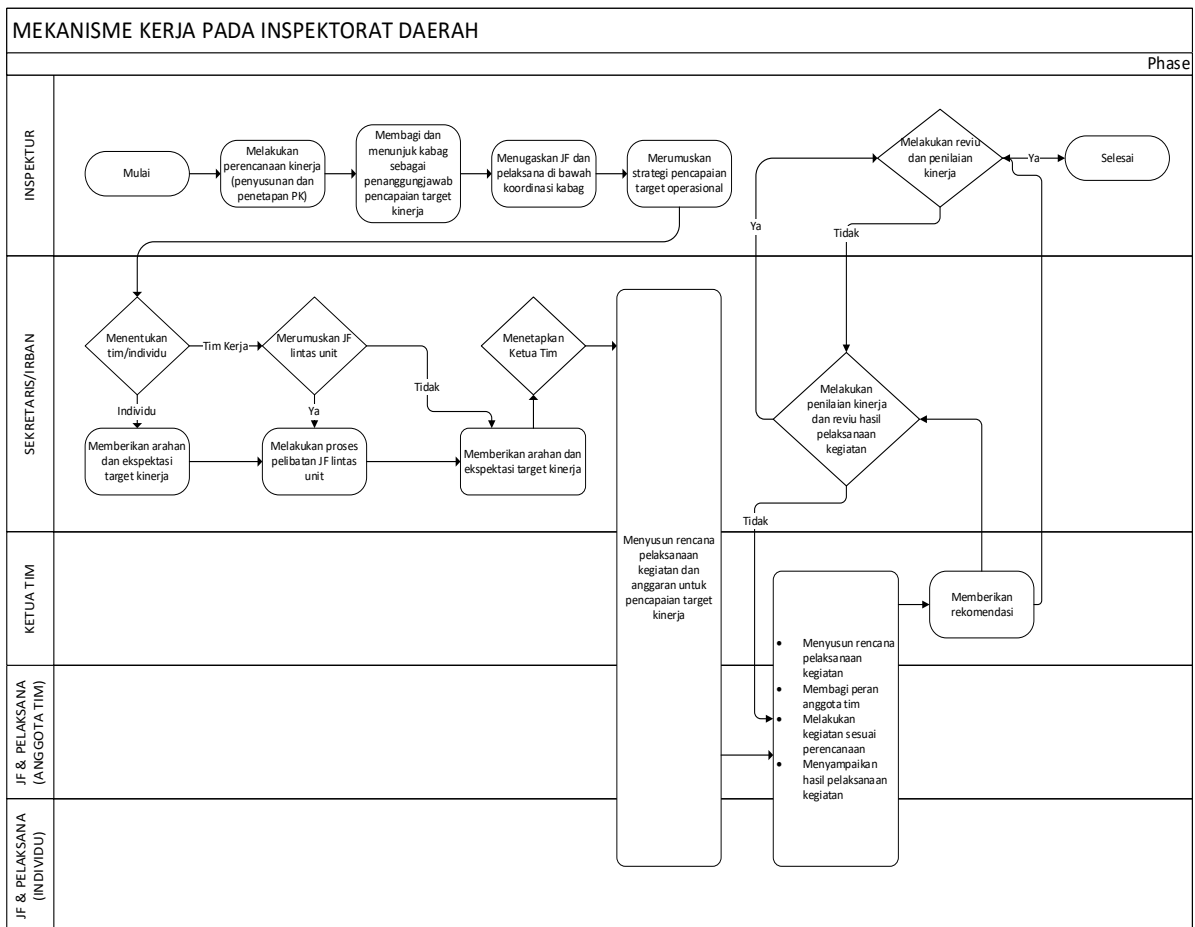 MEKANISME KERJA PADA INSPEKTORAT DAERAH
Phase
INSPEKTUR
Mulai
Melakukan
perencanaan kinerja
(penyusunan dan
penetapan PK)
Membagi dan
menunjuk kabag
sebagai
penanggungjawab
pencapaian target
kinerja
Menugaskan JF dan
pelaksana di bawah
koordinasi kabag
Merumuskan
strategi pencapaian
target operasional
Melakukan reviu
dan penilaian
kinerja
Ya
Selesai
Ya
Tidak
SEKRETARIS/IRBAN
Menentukan
tim/individu
Tim Kerja
Merumuskan JF
lintas unit
Tidak
Menetapkan
Ketua Tim
Individu
Ya
Memberikan arahan
dan ekspektasi
target kinerja
Melakukan proses
pelibatan JF lintas
unit
Memberikan arahan dan
ekspektasi target kinerja
Melakukan
penilaian kinerja
dan reviu hasil
pelaksanaan
kegiatan
Tidak
KETUA TIM
Menyusun rencana
pelaksanaan
kegiatan dan
anggaran untuk
pencapaian target
kinerja
Memberikan
rekomendasi
• Menyusun rencana
pelaksanaan
kegiatan
• Membagi peran
anggota tim
• Melakukan
kegiatan sesuai
perencanaan
• Menyampaikan
hasil pelaksanaan
kegiatan
JF & PELAKSANA
(ANGGOTA TIM)
JF & PELAKSANA
(INDIVIDU)